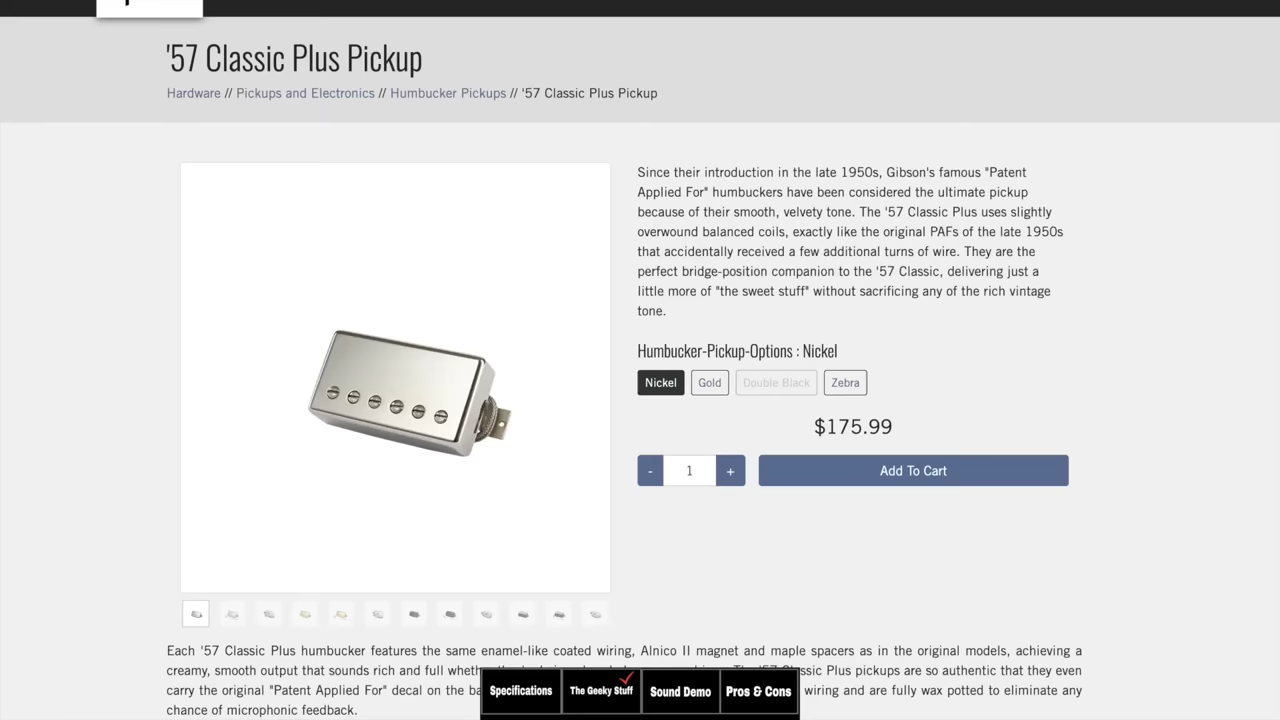 '57 Classic Plus Pickup
Hardware // Pickups and Electronics // Humbucker Pickups // '57 Classic Plus Pickup
Since their introduction in the late 1950s, Gibson's famous "Patent
Applied For" humbuckers have been considered the ultimate pickup
because of their smooth, velvety tone. The '57 Classic Plus uses slightly
overwound balanced coils, exactly like the original PAFs of the late 1950s
that accidentally received a few additional turns of wire. They are the
perfect bridge-position companion to the '57 Classic, delivering just a
little more of "the sweet stuff" without sacrificing any of the rich vintage
tone.
Humbucker-Pickup-Options : Nickel
Nickel Gold Double Black Zebra
$175.99
- 1 + Add To Cart
Each '57 Classic Plus humbucker features the same enamel-like coated wiring, Alnico II magnet and maple spacers as in the original models, achieving a
creamy, smooth output that sounds rich and full
carry the original "Patent Applied For" decal on the wiring and are fully wax potted to eliminate any
chance of microphonic feedback.
Plus pickups are so authentic that they even
Specifications The Geeky Stuff Sound Demo Pros & Cons